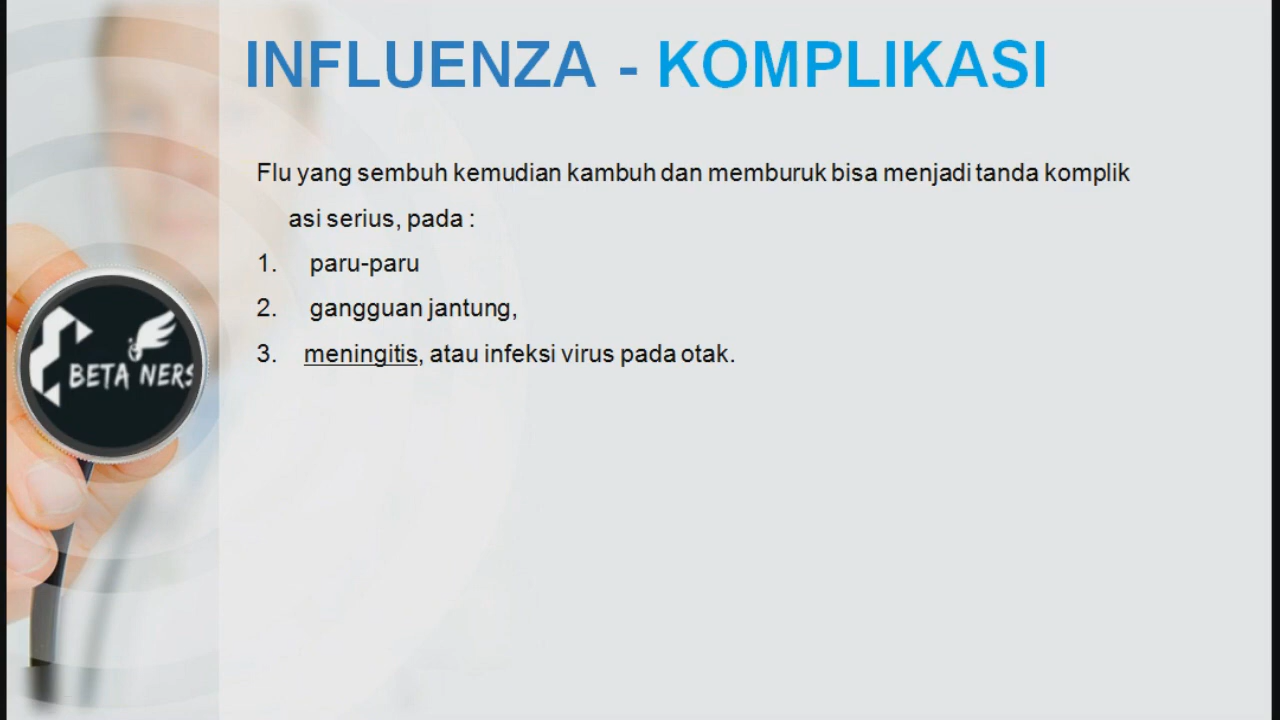 INFLUENZA - KOMPLIKASI
Flu yang sembuh kemudian kambuh dan memburuk bisa menjadi tanda komplik
asi serius, pada :
1. paru-paru
2. gangguan jantung,
3. meningitis, atau infeksi virus pada otak.
BETA NERS